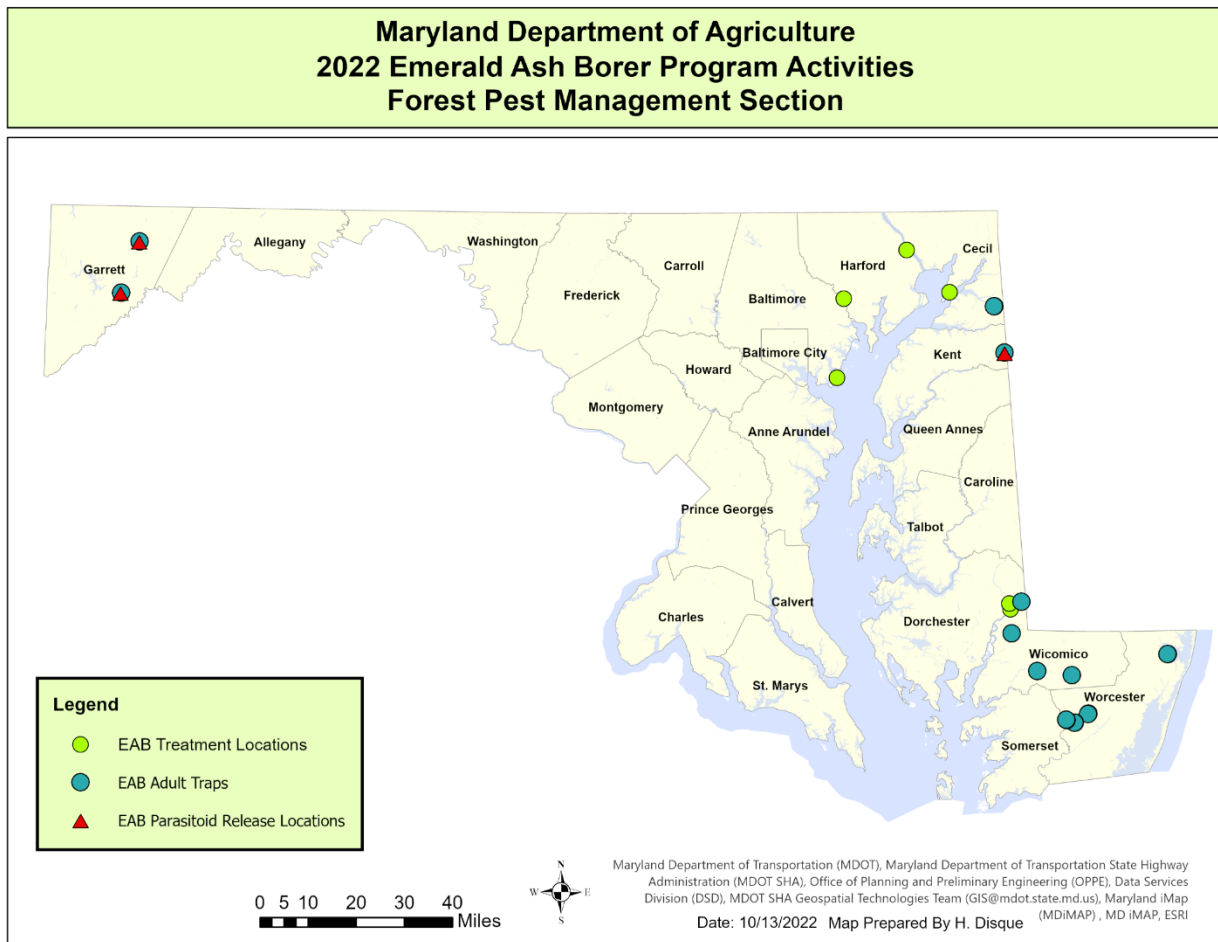 Maryland Department of Agriculture
2022 Emerald Ash Borer Program Activities
Forest Pest Management Section
Garrett
Allegany
Washington
Frederick
Carroll
Baltimore
Harford
Cecil
Baltimore City
Howard
Montgomery
Kent
Anne Arundel
Queen Annes
Caroline
Prince Georges
Talbot
Charles
Calvert
Dorchester
St. Marys
Wicomico
Worcester
Somerset
Legend
EAB Treatment Locations
EAB Adult Traps
EAB Parasitoid Release Locations
0 5 10 20 30 40
Miles
N
W E
S
Maryland Department of Transportation (MDOT), Maryland Department of Transportation State Highway
Administration (MDOT SHA), Office of Planning and Preliminary Engineering (OPPE), Data Services
Division (DSD), MDOT SHA Geospatial Technologies Team (GIS@mdot.state.md.us), Maryland iMap
(MDiMAP) , MD iMAP, ESRI
Date: 10/13/2022 Map Prepared By H. Disque